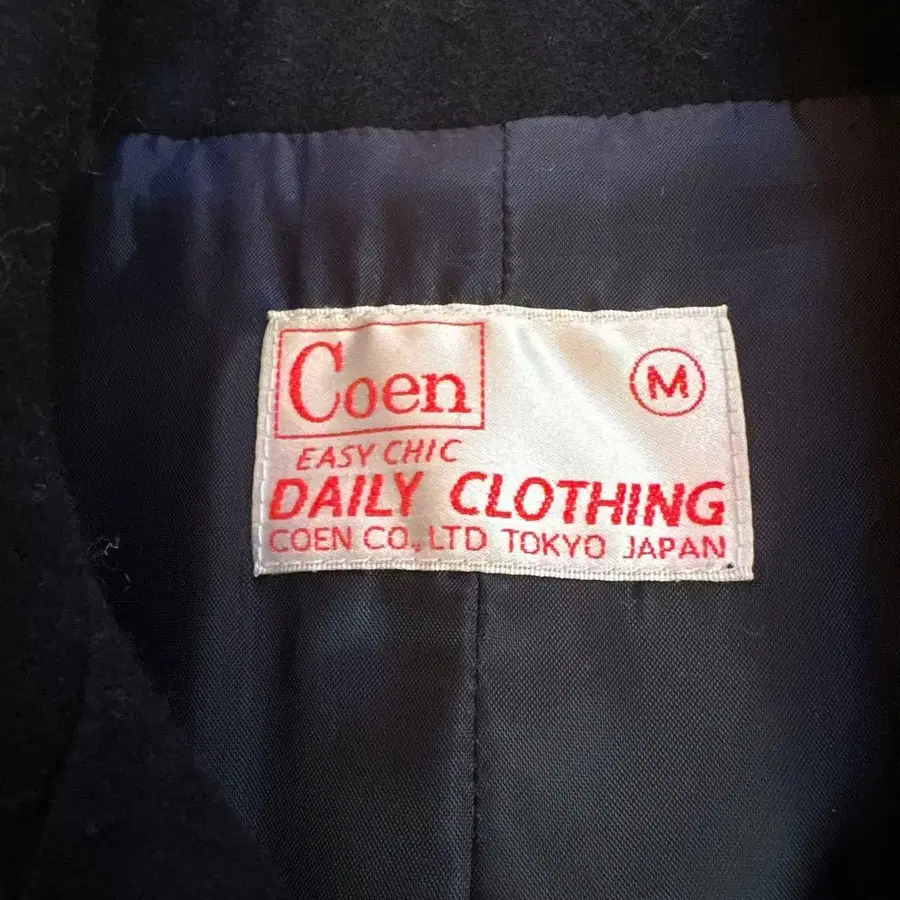 Coen
M
EASY CHIC
DAILY CLOTHING
COEN CO., LTD TOKYO JAPAN